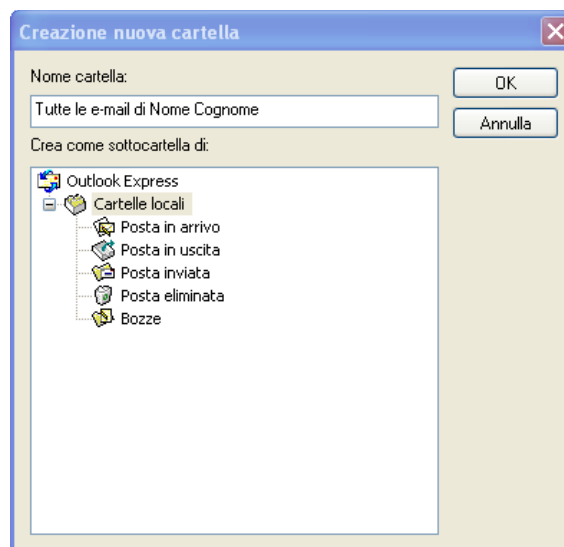 Creazione nuova cartella
Nome cartella:
OK
Tutte le e-mail di Nome Cognome
Annulla
Crea come sottocartella di:
Outlook Express
Cartelle locali
Posta in arrivo
Posta in uscita
Posta inviata
Posta eliminata
Bozze